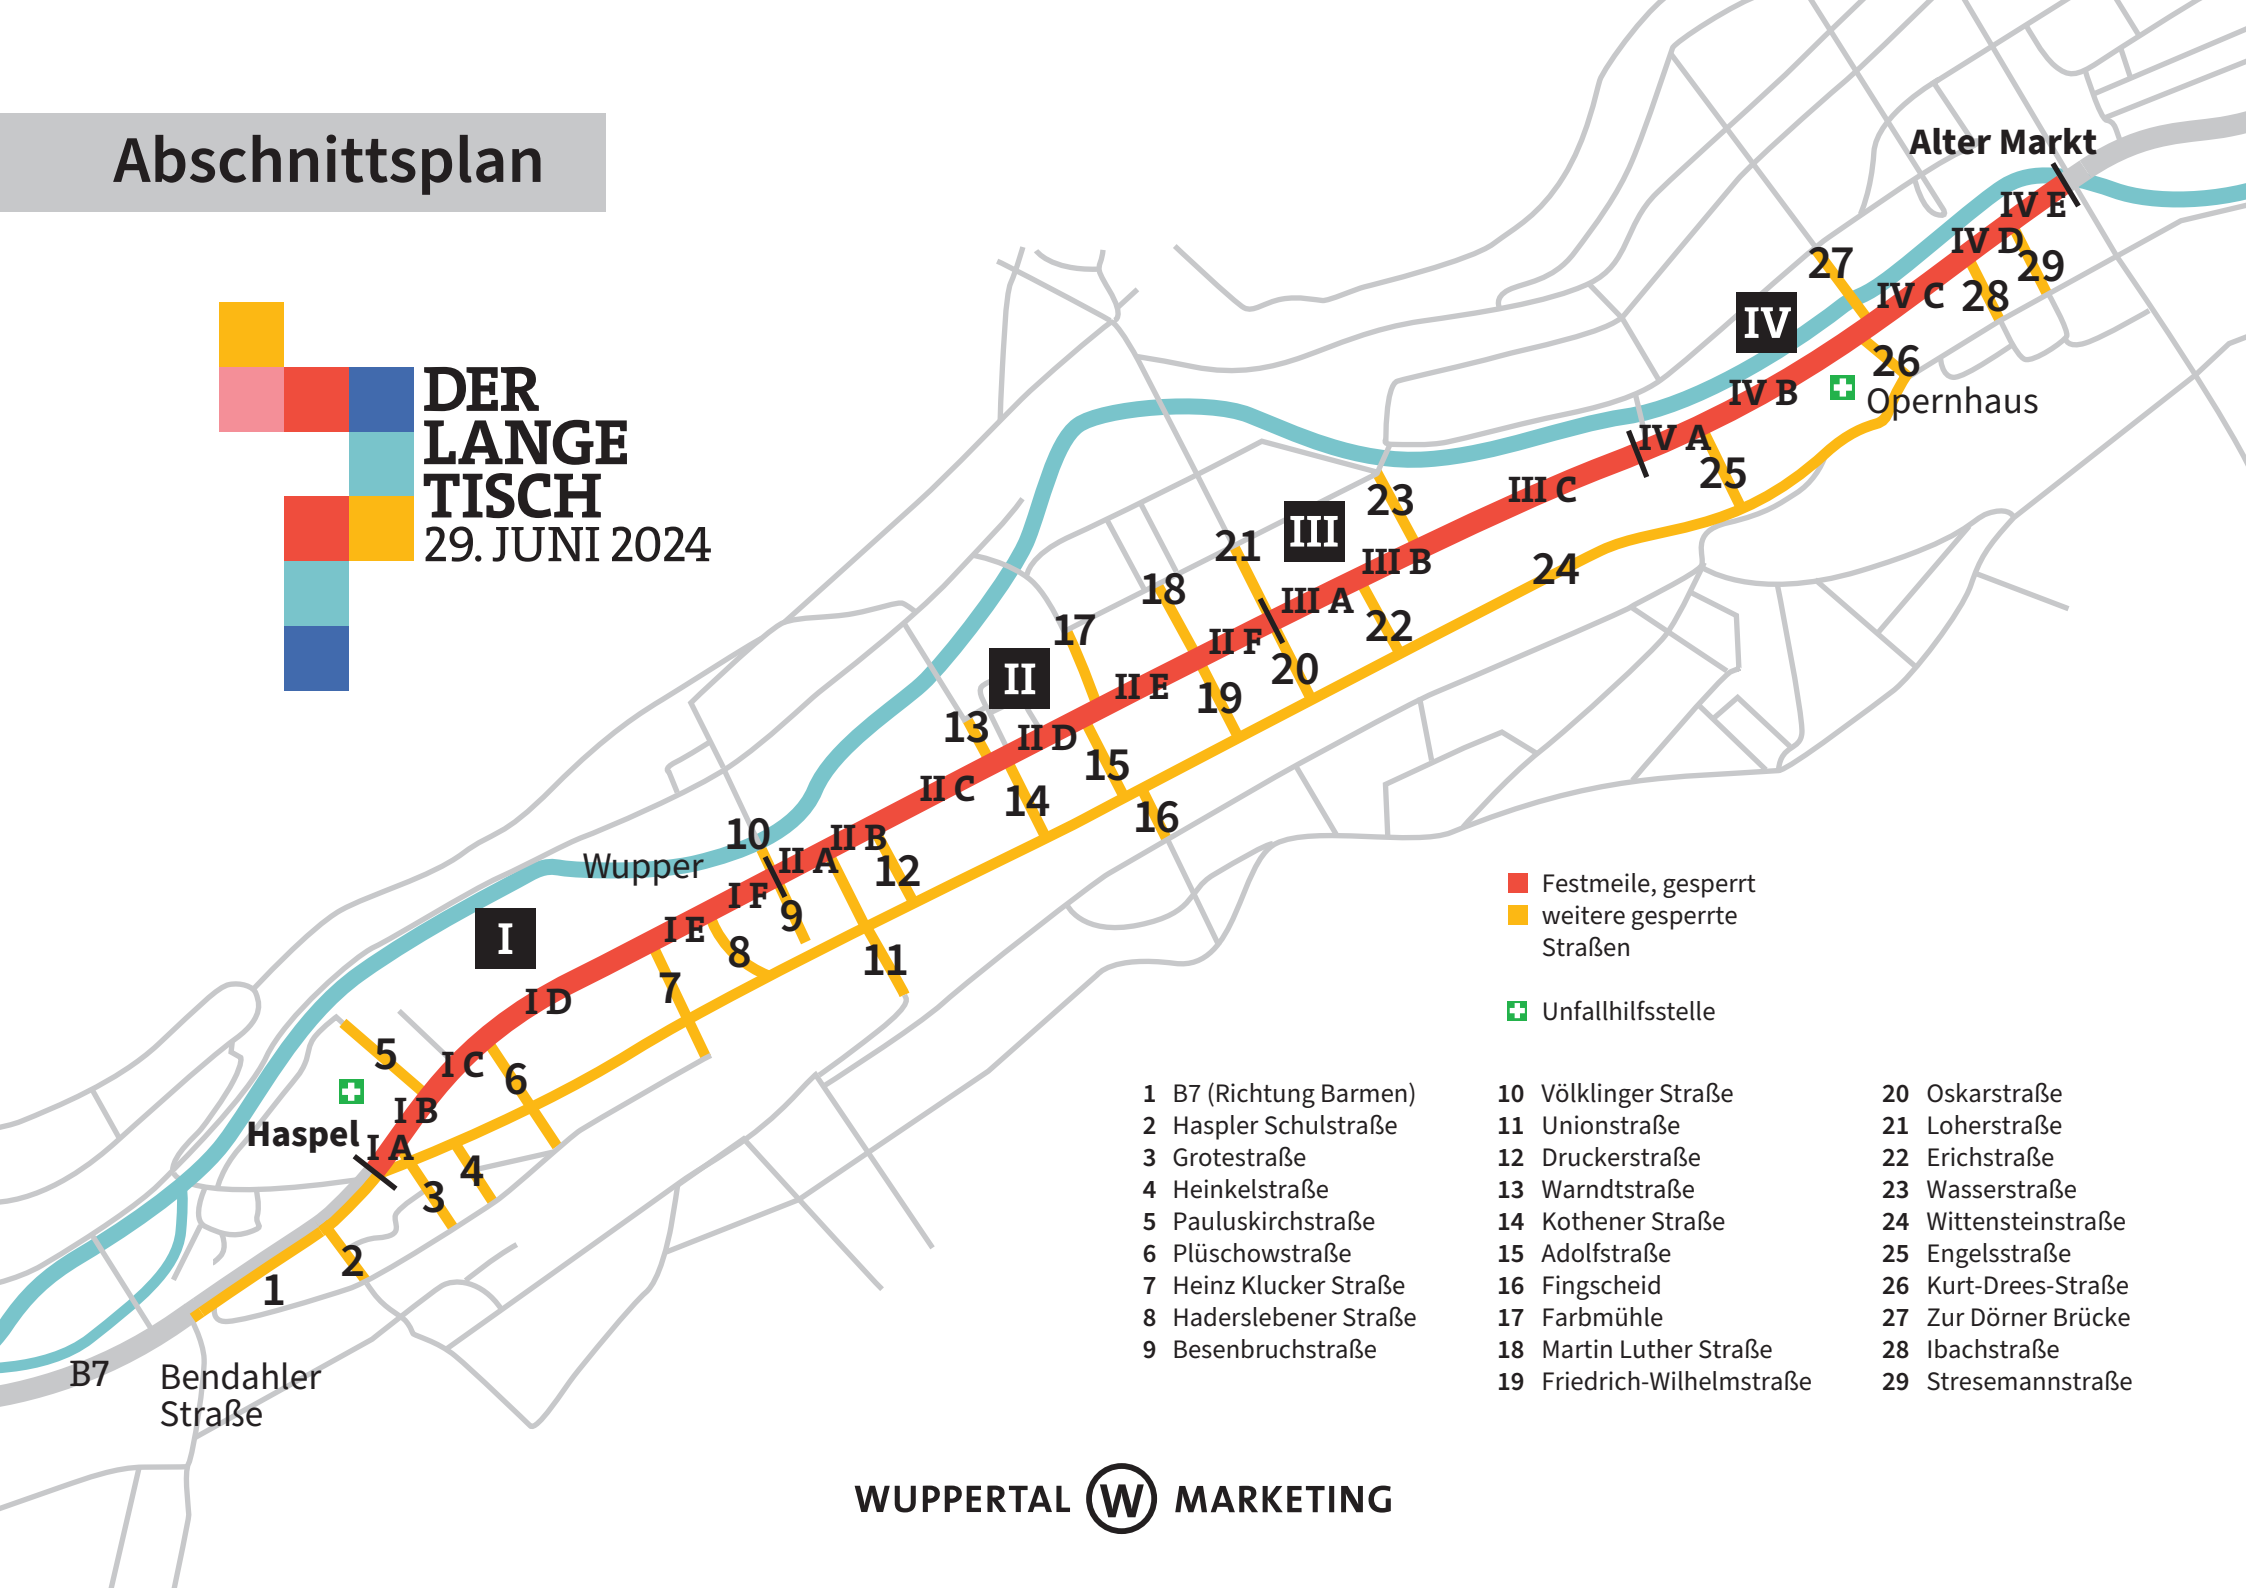 Abschnittsplan
DER
LANGE
TISCH
29. JUNI 2024
Alter Markt
IV E
IV D
29
27
IV C
28
IV
26
IV B
Opernhaus
IV A
25
III C
23
III
21
III B
24
18
III A
22
17
II F
20
II
II E
19
13
II D
15
II C
14
16
10
II B
Wupper
II A
12
I F
9
I
I E
8
11
7
I D
5
I C
6
I B
Haspel
I A
4
3
2
1
B7
Bendahler
Straße
Festmeile, gesperrt
weitere gesperrte
Straßen
Unfallhilfsstelle
1 B7 (Richtung Barmen)
2 Haspler Schulstraße
3 Grotestraße
4 Heinkelstraße
5 Pauluskirchstraße
6 Plüschowstraße
7 Heinz Klucker Straße
8 Haderslebener Straße
9 Besenbruchstraße
10 Völklinger Straße
11 Unionstraße
12 Druckerstraße
13 Warndtstraße
14 Kothener Straße
15 Adolfstraße
16 Fingscheid
17 Farbmühle
18 Martin Luther Straße
19 Friedrich-Wilhelmstraße
20 Oskarstraße
21 Loherstraße
22 Erichstraße
23 Wasserstraße
24 Wittensteinstraße
25 Engelsstraße
26 Kurt-Drees-Straße
27 Zur Dörner Brücke
28 Ibachstraße
29 Stresemannstraße
WUPPERTAL W MARKETING